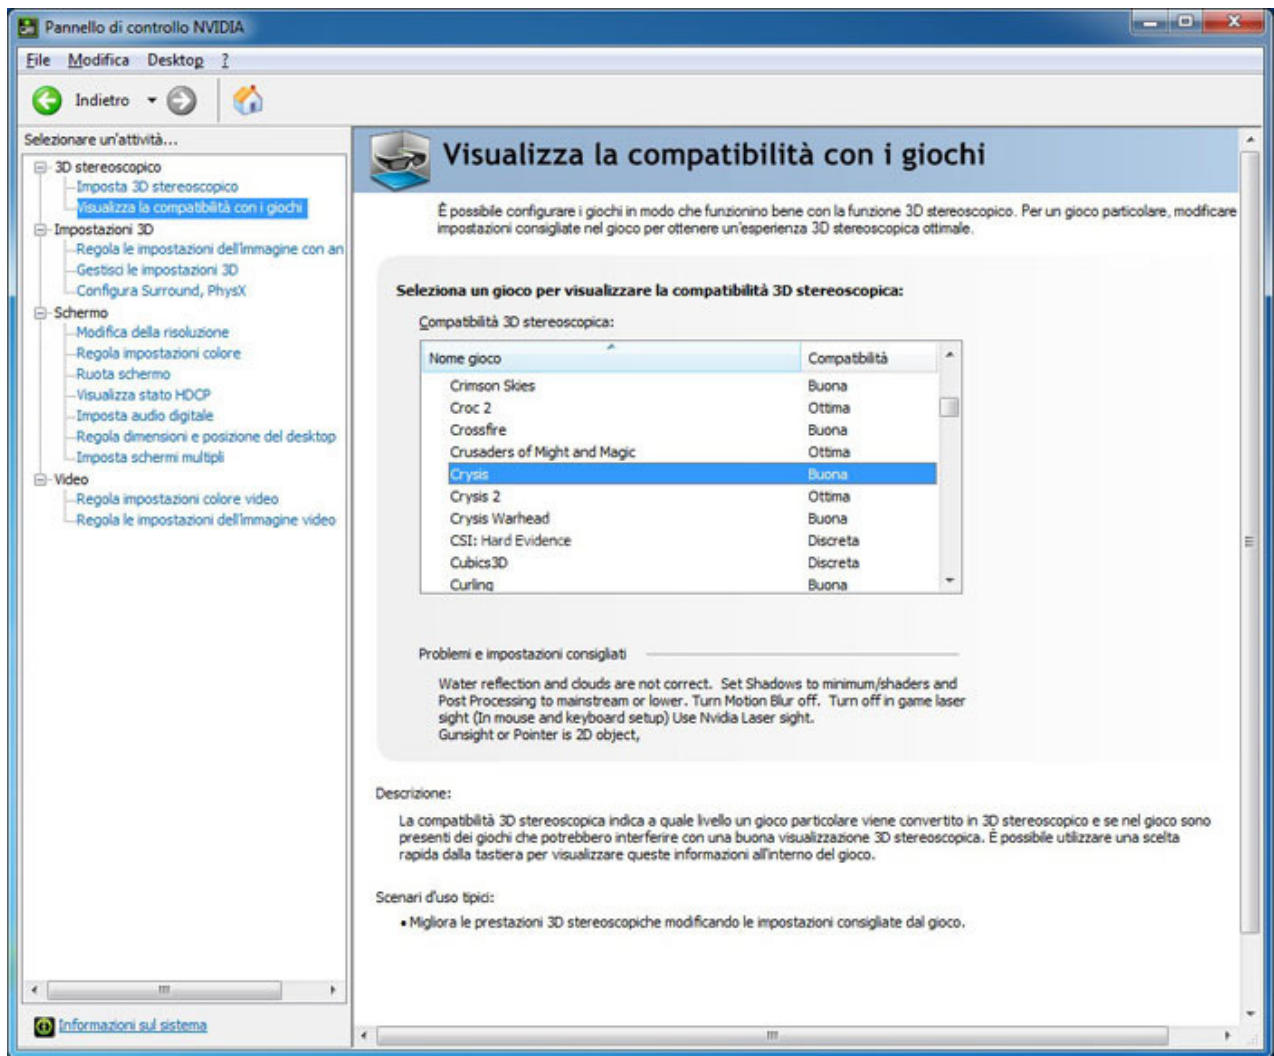 Pannello di controllo NVIDIA
File Modifica Desktop ?
Indietro
Selezionare un'attività...
3D stereoscopico
Imposta 3D stereoscopico
Visualizza la compatibilità con i giochi
Impostazioni 3D
Regola le impostazioni dell'immagine con an
Gestisci le impostazioni 3D
Configura Surround, PhysX
Schermo
Modifica della risoluzione
Regola impostazioni colore
Ruota schermo
Visualizza stato HDCP
Imposta audio digitale
Regola dimensioni e posizione del desktop
Imposta schermi multipli
Video
Regola impostazioni colore video
Regola le impostazioni dell'immagine video
Informazioni sul sistema
Visualizza la compatibilità con i giochi
È possibile configurare i giochi in modo che funzionino bene con la funzione 3D stereoscopico. Per un gioco particolare, modificare
impostazioni consigliate nel gioco per ottenere un'esperienza 3D stereoscopica ottimale.
Seleziona un gioco per visualizzare la compatibilità 3D stereoscopica:
Compatibilità 3D stereoscopica:
Nome gioco Compatibilità
Crimson Skies Buona
Croc 2 Ottima
Crossfire Buona
Crusaders of Might and Magic Ottima
Crysis Buona
Crysis 2 Ottima
Crysis Warhead Buona
CSI: Hard Evidence Discreta
Cubics3D Discreta
Curling Buona
Problemi e impostazioni consigliati
Water reflection and clouds are not correct. Set Shadows to minimum/shaders and
Post Processing to mainstream or lower. Turn Motion Blur off. Turn off in game laser
sight (In mouse and keyboard setup) Use Nvidia Laser sight.
Gunsight or Pointer is 2D object,
Descrizione:
La compatibilità 3D stereoscopica indica a quale livello un gioco particolare viene convertito in 3D stereoscopico e se nel gioco sono
presenti dei giochi che potrebbero interferire con una buona visualizzazione 3D stereoscopica. È possibile utilizzare una scelta
rapida dalla tastiera per visualizzare queste informazioni all'interno del gioco.
Scenari d'uso tipici:
• Migliora le prestazioni 3D stereoscopiche modificando le impostazioni consigliate dal gioco.